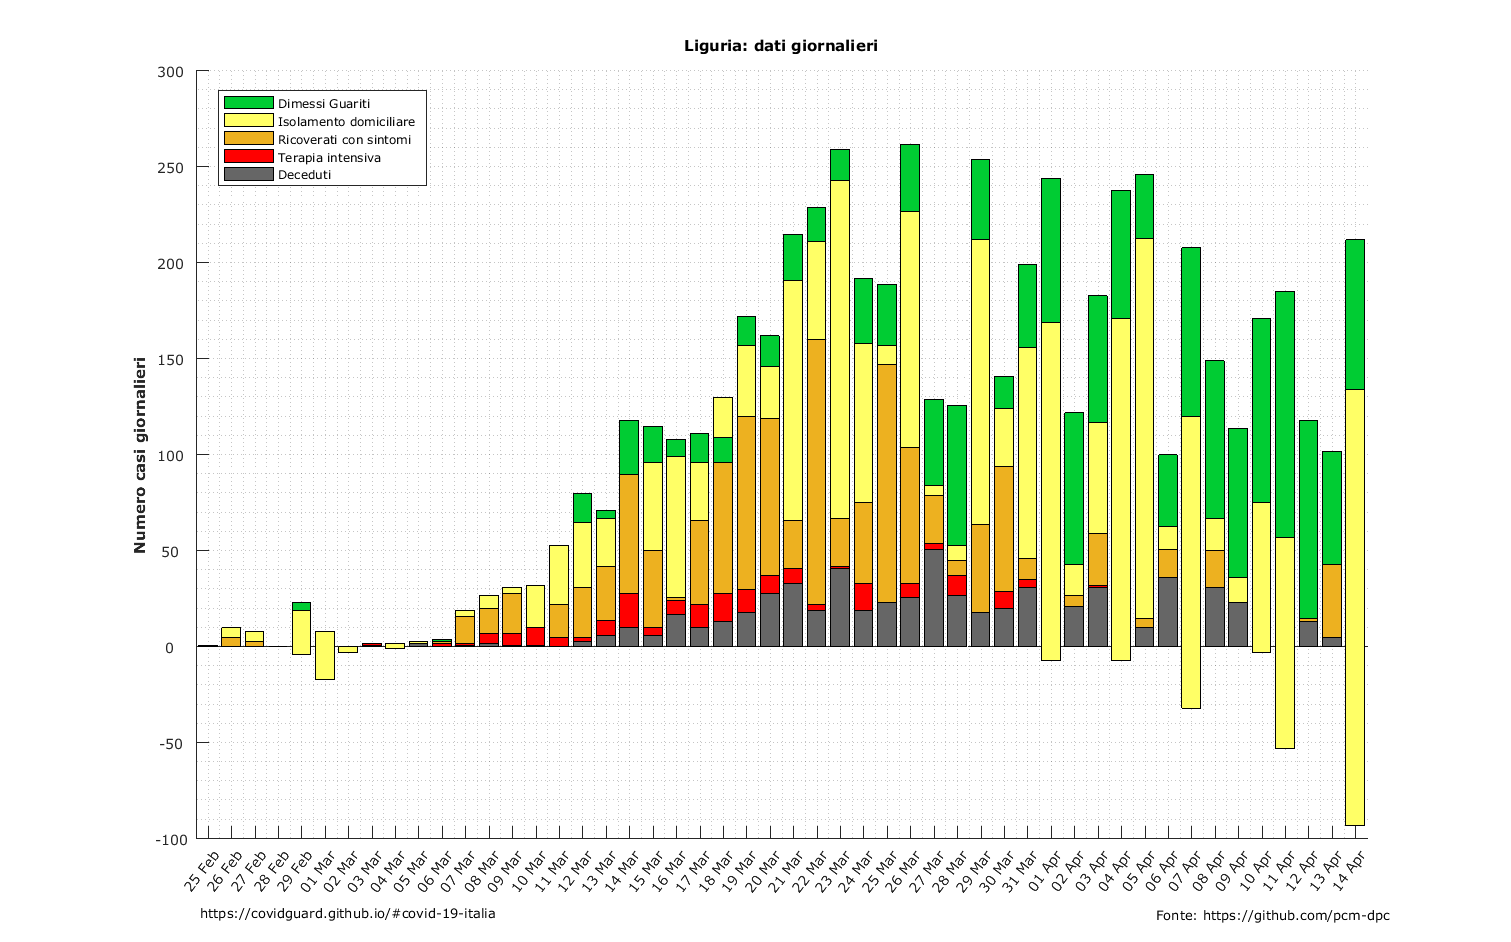 Liguria: dati giornalieri
300
250
200
150
100
50
0
-50
-100
Numero casi giornalieri
Dimessi Guariti
Isolamento domiciliare
Ricoverati con sintomi
Terapia intensiva
Deceduti
25 Feb
26 Feb
27 Feb
28 Feb
29 Feb
01 Mar
02 Mar
03 Mar
04 Mar
05 Mar
06 Mar
07 Mar
08 Mar
09 Mar
10 Mar
11 Mar
12 Mar
13 Mar
14 Mar
15 Mar
16 Mar
17 Mar
18 Mar
19 Mar
20 Mar
21 Mar
22 Mar
23 Mar
24 Mar
25 Mar
26 Mar
27 Mar
28 Mar
29 Mar
30 Mar
31 Mar
01 Apr
02 Apr
03 Apr
04 Apr
05 Apr
06 Apr
07 Apr
08 Apr
09 Apr
10 Apr
11 Apr
12 Apr
13 Apr
14 Apr
https://covidguard.github.io/#covid-19-italia
Fonte: https://github.com/pcm-dpc